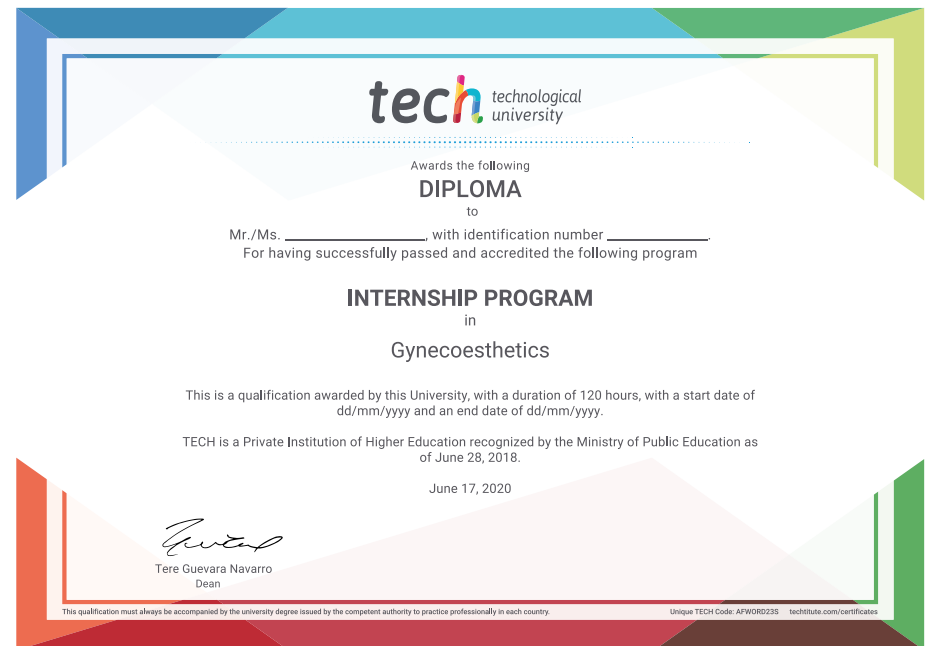 tech technological
university
Awards the following
DIPLOMA
to
Mr./Ms. ____________________, with identification number ______________.
For having successfully passed and accredited the following program
INTERNSHIP PROGRAM
in
Gynecoesthetics
This is a qualification awarded by this University, with a duration of 120 hours, with a start date of
dd/mm/yyyy and an end date of dd/mm/yyyy.
TECH is a Private Institution of Higher Education recognized by the Ministry of Public Education as
of June 28, 2018.
June 17, 2020
Tere Guevara Navarro
Dean
This qualification must always be accompanied by the university degree issued by the competent authority to practice professionally in each country. Unique TECH Code: AFWORD23S techtitute.com/certificates